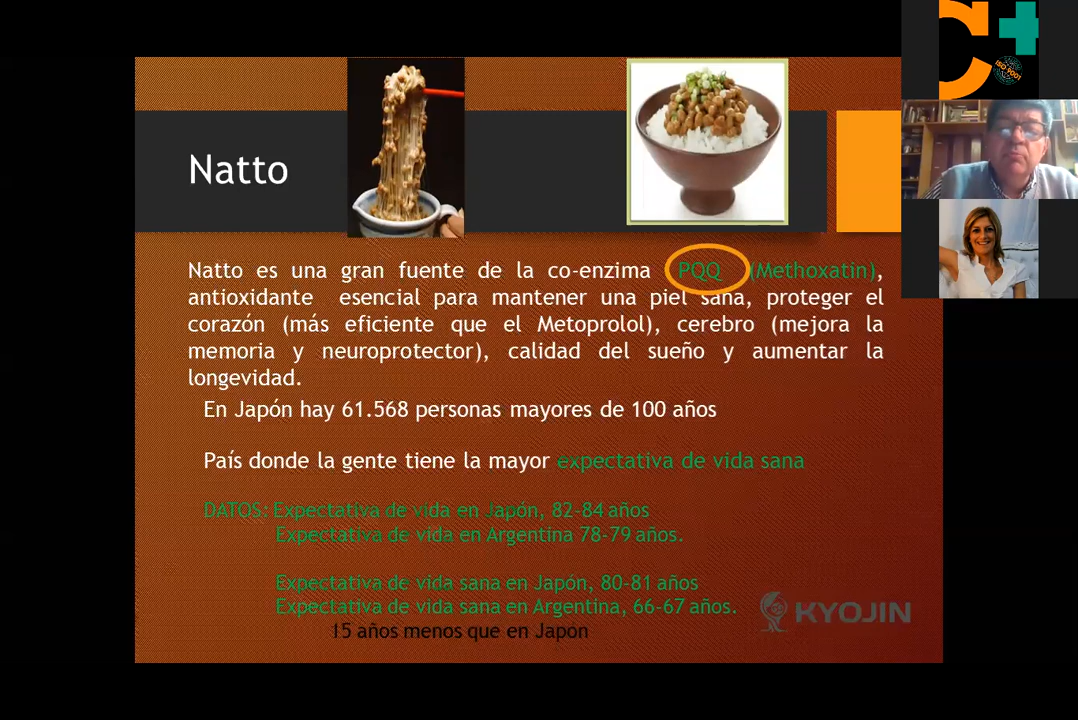 Natto
Natto es una gran fuente de la co-enzima PQQ (Methoxatin),
antioxidante esencial para mantener una piel sana, proteger el
corazón (más eficiente que el Metoprolol), cerebro (mejora la
memoria y neuroprotector), calidad del sueño y aumentar la
longevidad.
En Japón hay 61.568 personas mayores de 100 años
País donde la gente tiene la mayor expectativa de vida sana
DATOS: Expectativa de vida en Japón, 82-84 años
Expectativa de vida en Argentina 78-79 años.
Expectativa de vida sana en Japón, 80-81 años
Expectativa de vida sana en Argentina, 66-67 años.
15 años menos que en Japón
KYOJIN
C+
ISO 9001